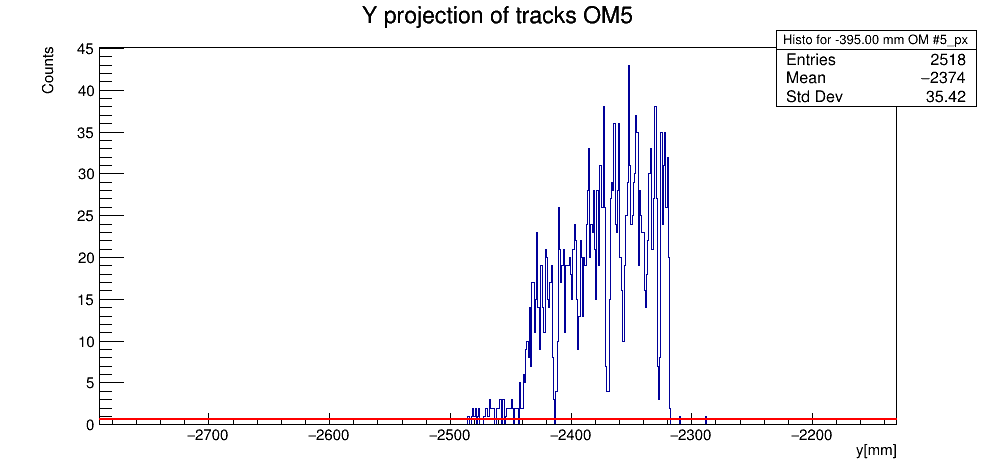 Y projection of tracks OM5
Histo for -395.00 mm OM #5_px
Entries 2518
Mean −2374
Std Dev 35.42
Counts
45
40
35
30
25
20
15
10
5
0
−2700 −2600 −2500 −2400 −2300 −2200
y[mm]